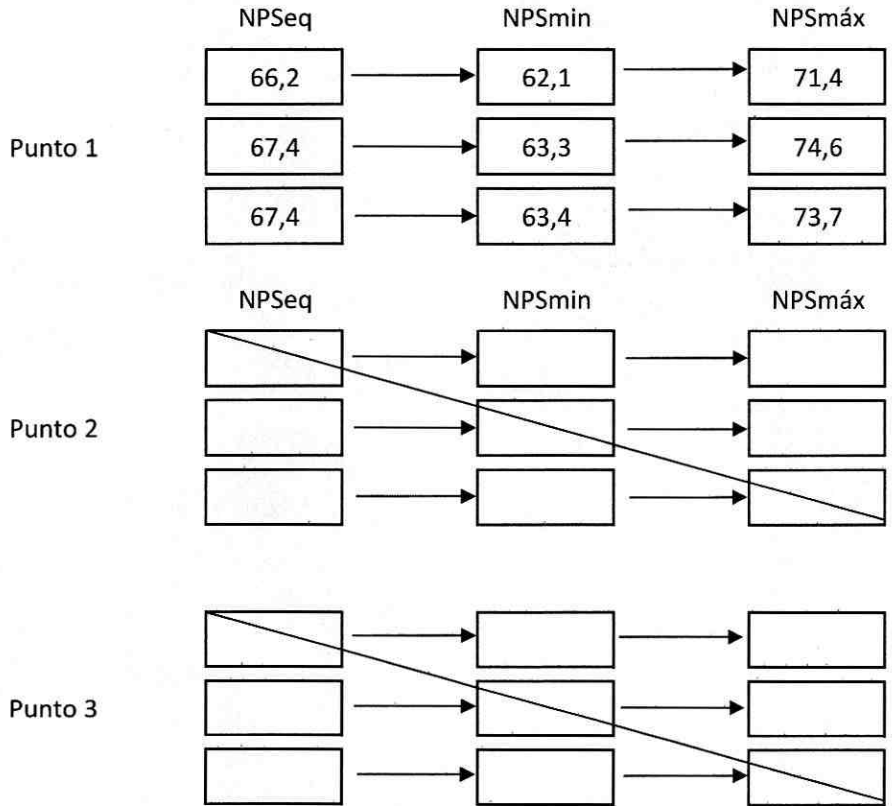 NPSeq NPSmin NPSmáx
66,2 62,1 71,4
Punto 1 67,4 63,3 74,6
67,4 63,4 73,7
NPSeq NPSmin NPSmáx
Punto 2
Punto 3